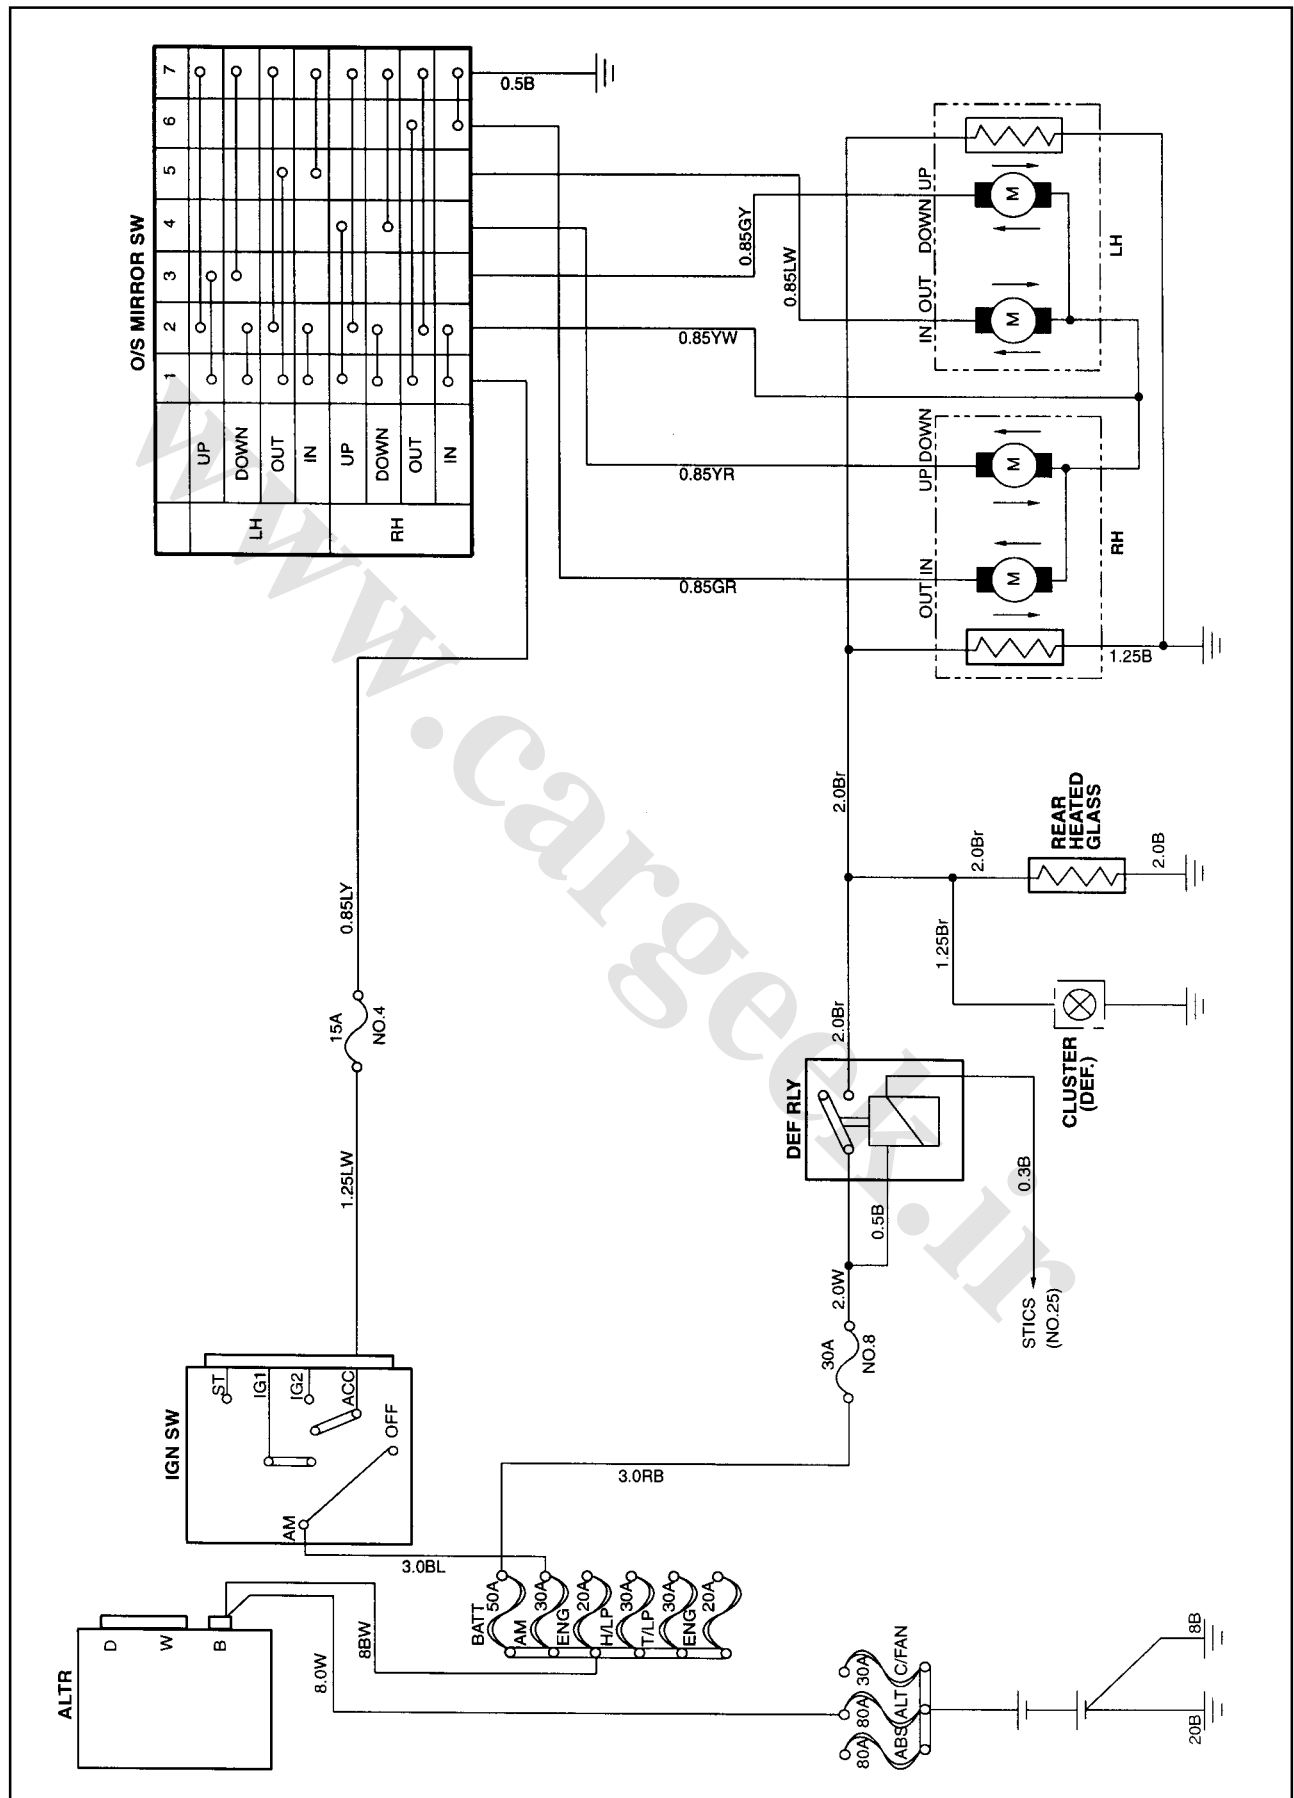 O/S MIRROR SW
7
6
5
4
3
2
1
UP
DOWN
OUT
IN
UP
DOWN
OUT
IN
LH
RH
0.5B
0.85GY
0.85LW
0.85YW
0.85YR
0.85GR
IN OUT
DOWN UP
LH
UP DOWN
OUT IN
RH
1.25B
0.85LY
15A
NO.4
1.25LW
2.0Br
REAR
HEATED
GLASS
2.0Br
2.0B
1.25Br
2.0Br
CLUSTER
(DEF.)
DEF RLY
0.5B
0.3B
STICS
(NO.25)
2.0W
30A
NO.8
3.0RB
IGN SW
ST
IG1
IG2
ACC
OFF
AM
3.0BL
ALTR
D
W
B
8.0W
8BW
BATT
AM
ENG
H/LP
T/LP
ENG
50A
30A
20A
30A
30A
20A
ABS
ALT
C/FAN
80A
80A
30A
20B
8B
www.cargeek.ir